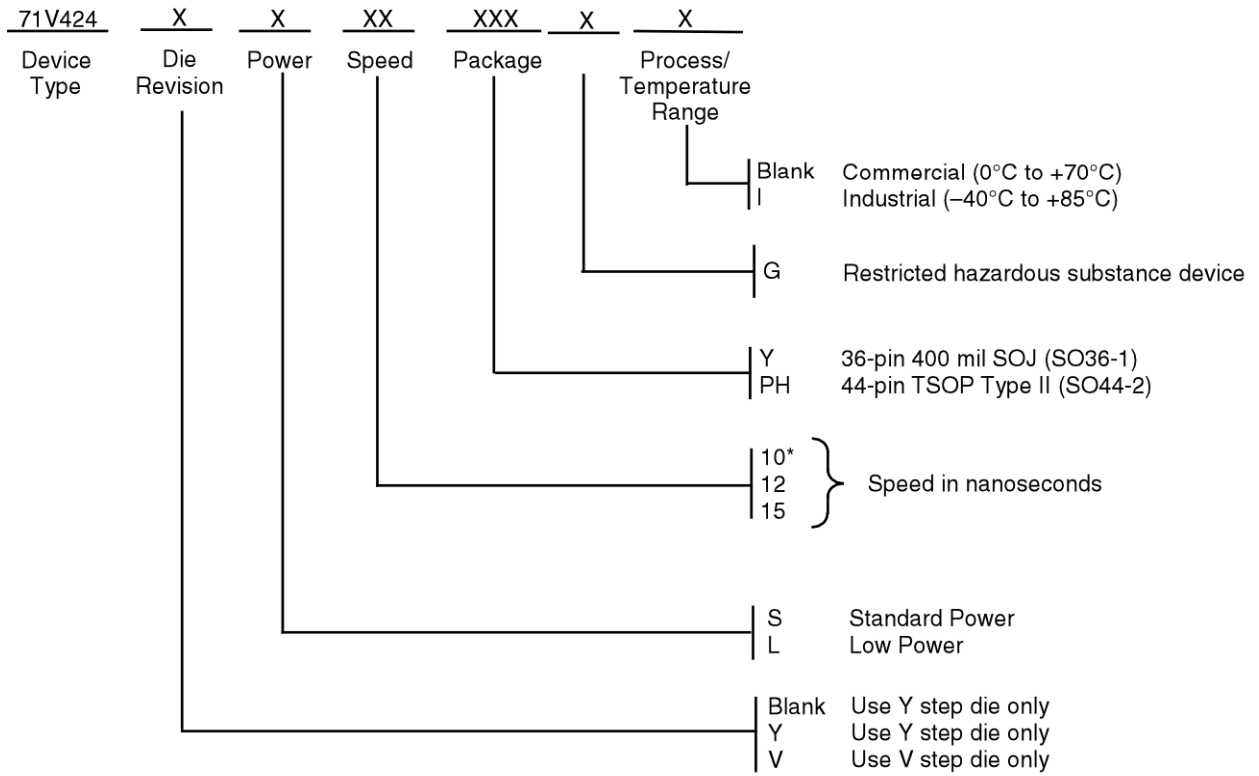 71V424 X X XX XXX X X
Device Type
Die Revision
Power
Speed
Package
Process/
Temperature
Range
Blank Commercial (0°C to +70°C)
I Industrial (–40°C to +85°C)
G Restricted hazardous substance device
Y 36-pin 400 mil SOJ (SO36-1)
PH 44-pin TSOP Type II (SO44-2)
10*
12 Speed in nanoseconds
15
S Standard Power
L Low Power
Blank Use Y step die only
Y Use Y step die only
V Use V step die only